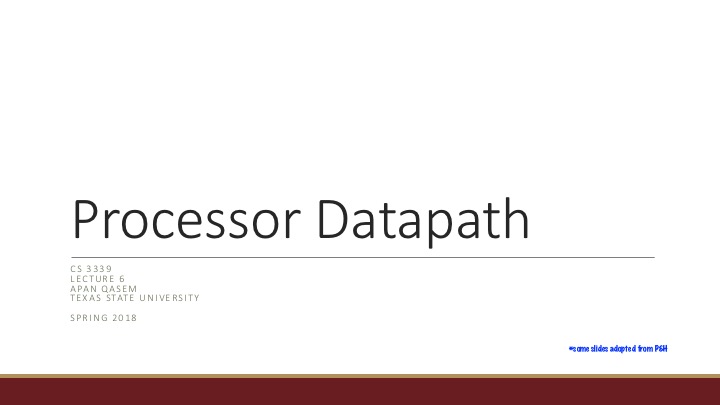 Processor Datapath
CS 3339
LECTURE 6
APAN QASEM
TEXAS STATE UNIVERSITY
SPRING 2018
*some slides adapted from P&H